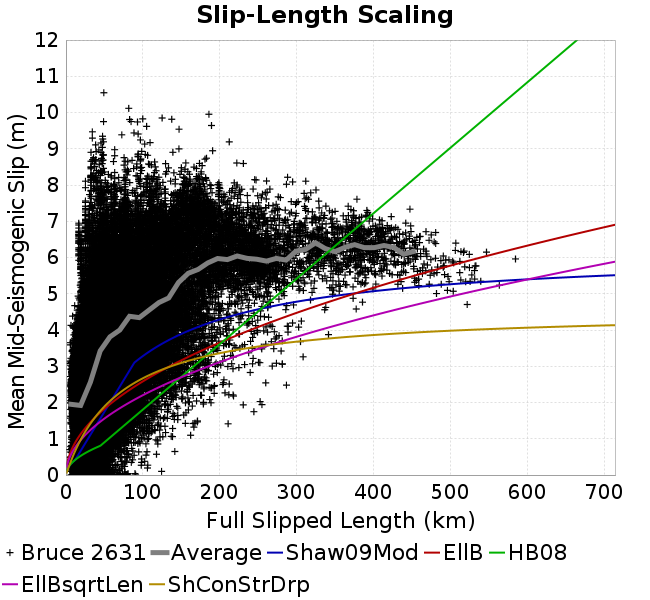 Slip-Length Scaling
Mean Mid-Seismogenic Slip (m)
12
11
10
9
8
7
6
5
4
3
2
1
0
0 100 200 300 400 500 600 700
Full Slipped Length (km)
Bruce 2631 Average Shaw09Mod EllB HB08
EllBsqrtLen ShConStrDrp